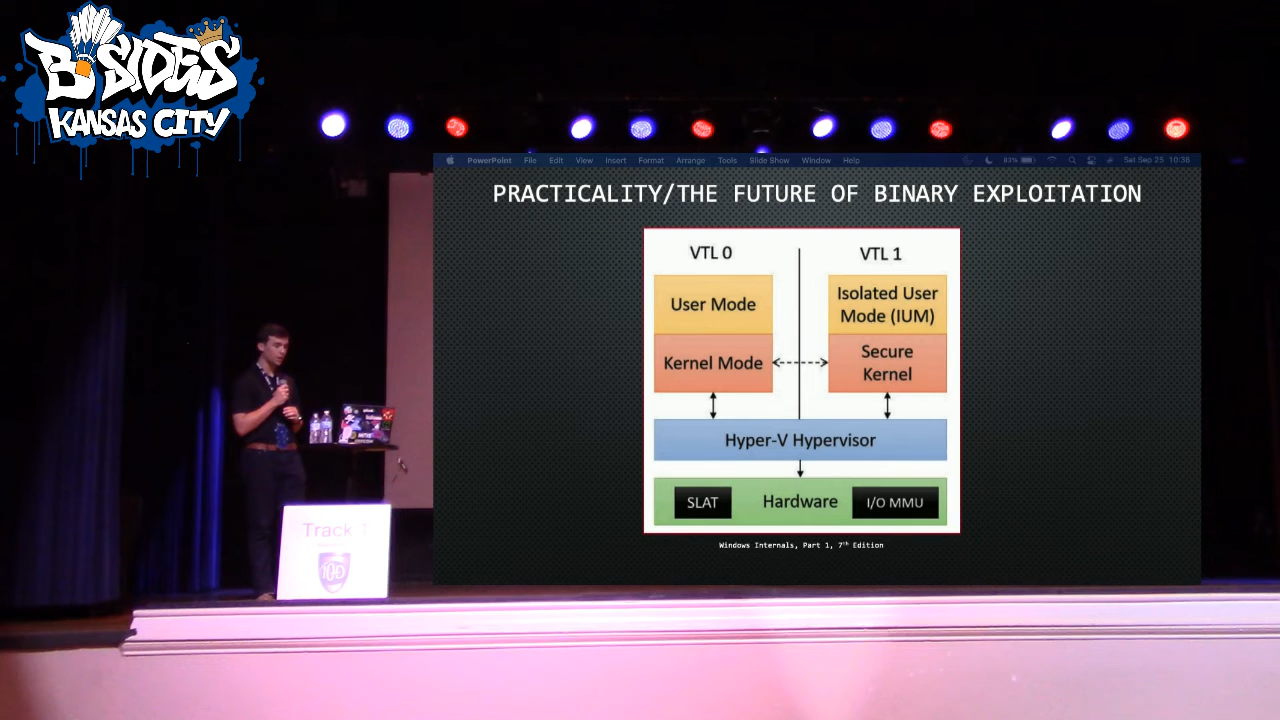 B·SIDES
KANSAS CITY
PowerPoint File Edit View Insert Format Arrange Tools Slide Show Window Help 83% Sat Sep 25 10:38
PRACTICALITY/THE FUTURE OF BINARY EXPLOITATION
VTL 0
VTL 1
User Mode
Isolated User
Mode (IUM)
Kernel Mode
Secure
Kernel
Hyper-V Hypervisor
SLAT
Hardware
I/O MMU
Windows Internals, Part 1, 7th Edition
Track 1